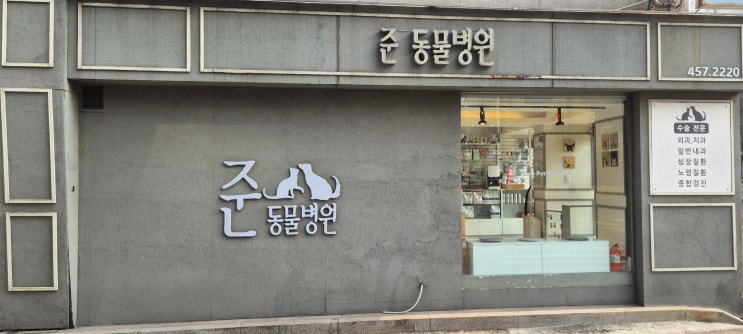 준 동물병원
457.2220
준
동물병원
수술 전문
외과.치과
일반내과
심장질환
노령질환
종합검진